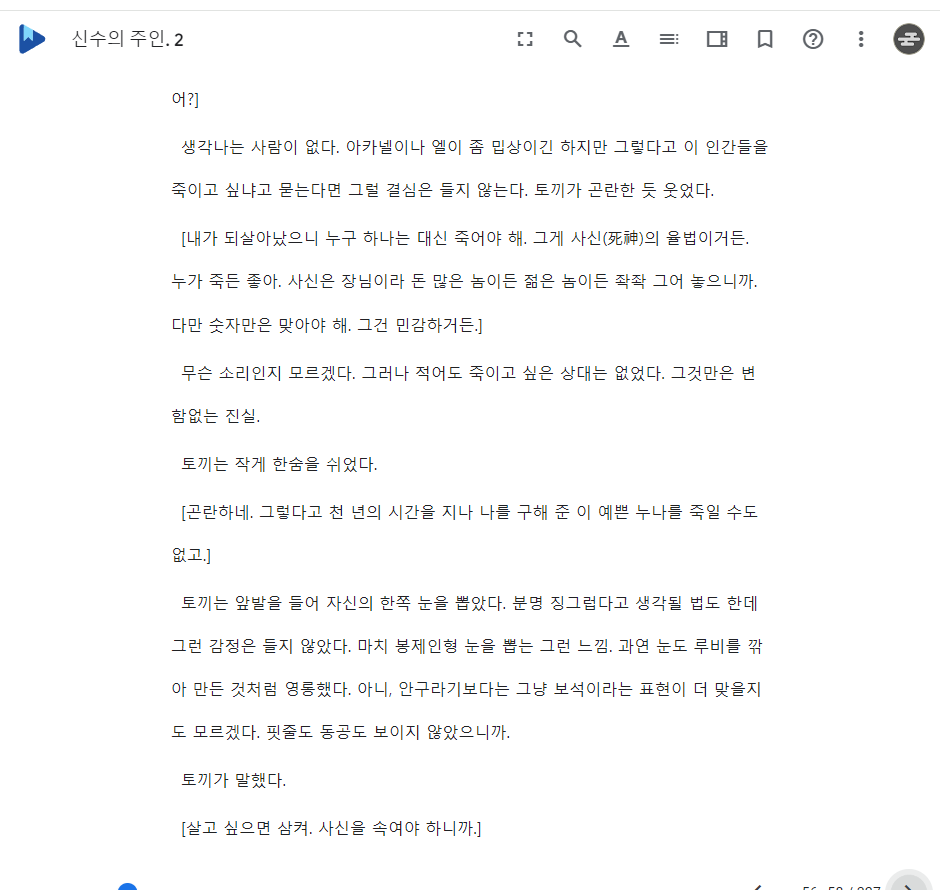 신수의 주인. 2
어?]
생각나는 사람이 없다. 아카넬이나 엘이 좀 밉상이긴 하지만 그렇다고 이 인간들을
죽이고 싶냐고 묻는다면 그럴 결심은 들지 않는다. 토끼가 곤란한 듯 웃었다.
[내가 되살아났으니 누구 하나는 대신 죽어야 해. 그게 사신(死神)의 율법이거든.
누가 죽든 좋아. 사신은 장님이라 돈 많은 놈이든 젊은 놈이든 좍좍 그어 놓으니까.
다만 숫자만은 맞아야 해. 그건 민감하거든.]
무슨 소리인지 모르겠다. 그러나 적어도 죽이고 싶은 상대는 없었다. 그것만은 변
함없는 진실.
토끼는 작게 한숨을 쉬었다.
[곤란하네. 그렇다고 천 년의 시간을 지나 나를 구해 준 이 예쁜 누나를 죽일 수도
없고.]
토끼는 앞발을 들어 자신의 한쪽 눈을 뽑았다. 분명 징그럽다고 생각될 법도 한데
그런 감정은 들지 않았다. 마치 봉제인형 눈을 뽑는 그런 느낌. 과연 눈도 루비를 깎
아 만든 것처럼 영롱했다. 아니, 안구라기보다는 그냥 보석이라는 표현이 더 맞을지
도 모르겠다. 핏줄도 동공도 보이지 않았으니까.
토끼가 말했다.
[살고 싶으면 삼켜. 사신을 속여야 하니까.]